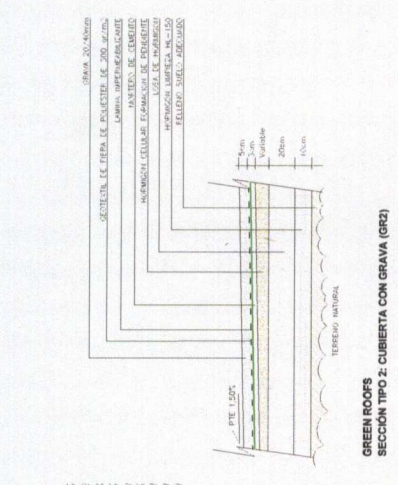 GRAVA 20/40mm
GEOTEXTIL DE FIBRA DE POLIESTER DE 200 gr/m2
LAMINA IMPERMEABILIZANTE
MORTERO DE CEMENTO
HORMIGON CELULAR FORMACION DE PENDIENTE
LOSA DE HORMIGON
HORMIGON LIMPIEZA HL-150
RELLENO SUELO ADECUADO
5cm
3cm
Variable
20cm
10cm
PTE 1,50%
TERRENO NATURAL
GREEN ROOFS
SECCIÓN TIPO 2: CUBIERTA CON GRAVA (GR2)